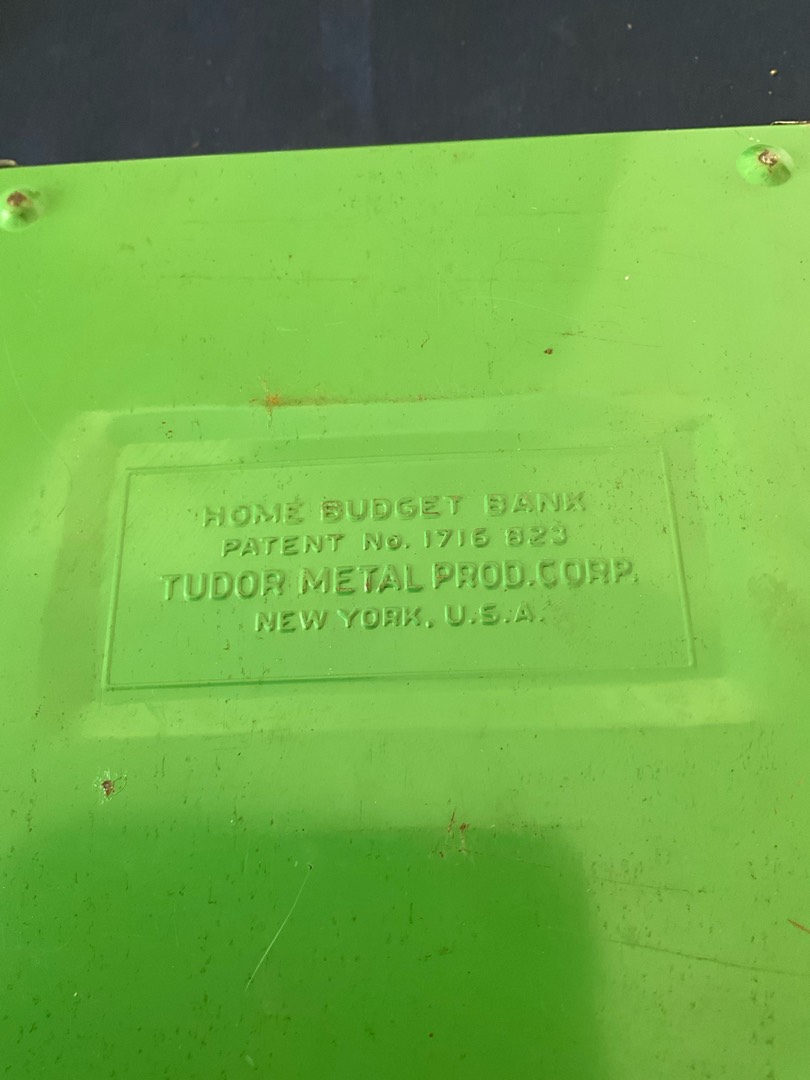 HOME BUDGET BANK
PATENT No. 1716 823
TUDOR METAL PROD. CORP.
NEW YORK, U.S.A.